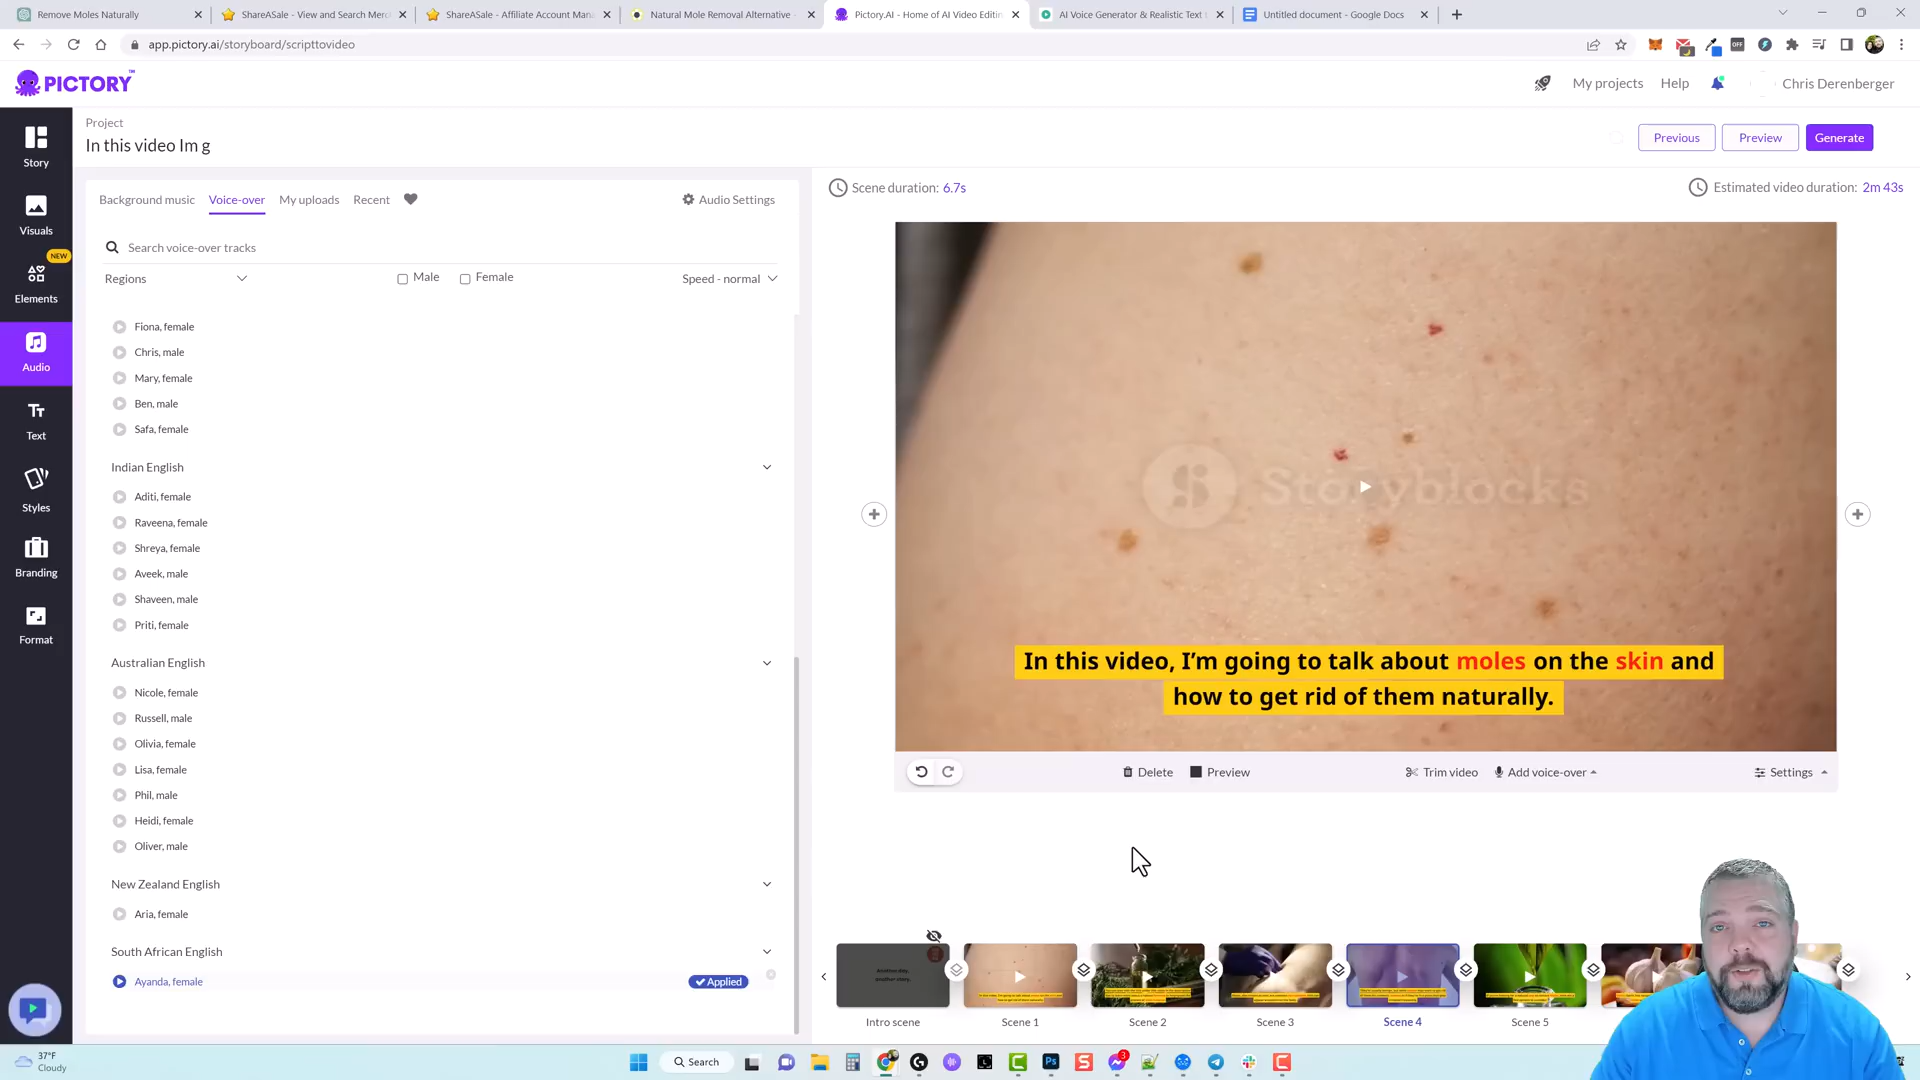 Remove Moles Naturally
ShareASale - View and Search Merc
ShareASale - Affiliate Account Man
Natural Mole Removal Alternative -
Pictory.AI - Home of AI Video Editin
AI Voice Generator & Realistic Text t
Untitled document - Google Docs
app.pictory.ai/storyboard/scripttovideo
OFF
PICTORY
My projects
Help
Chris Derenberger
Project
In this video Im g
Previous
Preview
Generate
Story
Visuals
NEW
Elements
Audio
Text
Styles
Branding
Format
Background music
Voice-over
My uploads
Recent
Audio Settings
Search voice-over tracks
Regions
Male
Female
Speed - normal
Fiona, female
Chris, male
Mary, female
Ben, male
Safa, female
Indian English
Aditi, female
Raveena, female
Shreya, female
Aveek, male
Shaveen, male
Priti, female
Australian English
Nicole, female
Russell, male
Olivia, female
Lisa, female
Phil, male
Heidi, female
Oliver, male
New Zealand English
Aria, female
South African English
Ayanda, female
Applied
Scene duration: 6.7s
Estimated video duration: 2m 43s
Storyblocks
In this video, I'm going to talk about moles on the skin and
how to get rid of them naturally.
Delete
Preview
Trim video
Add voice-over
Settings
Intro scene
Scene 1
Scene 2
Scene 3
Scene 4
Scene 5
37°F
Cloudy
Search
3